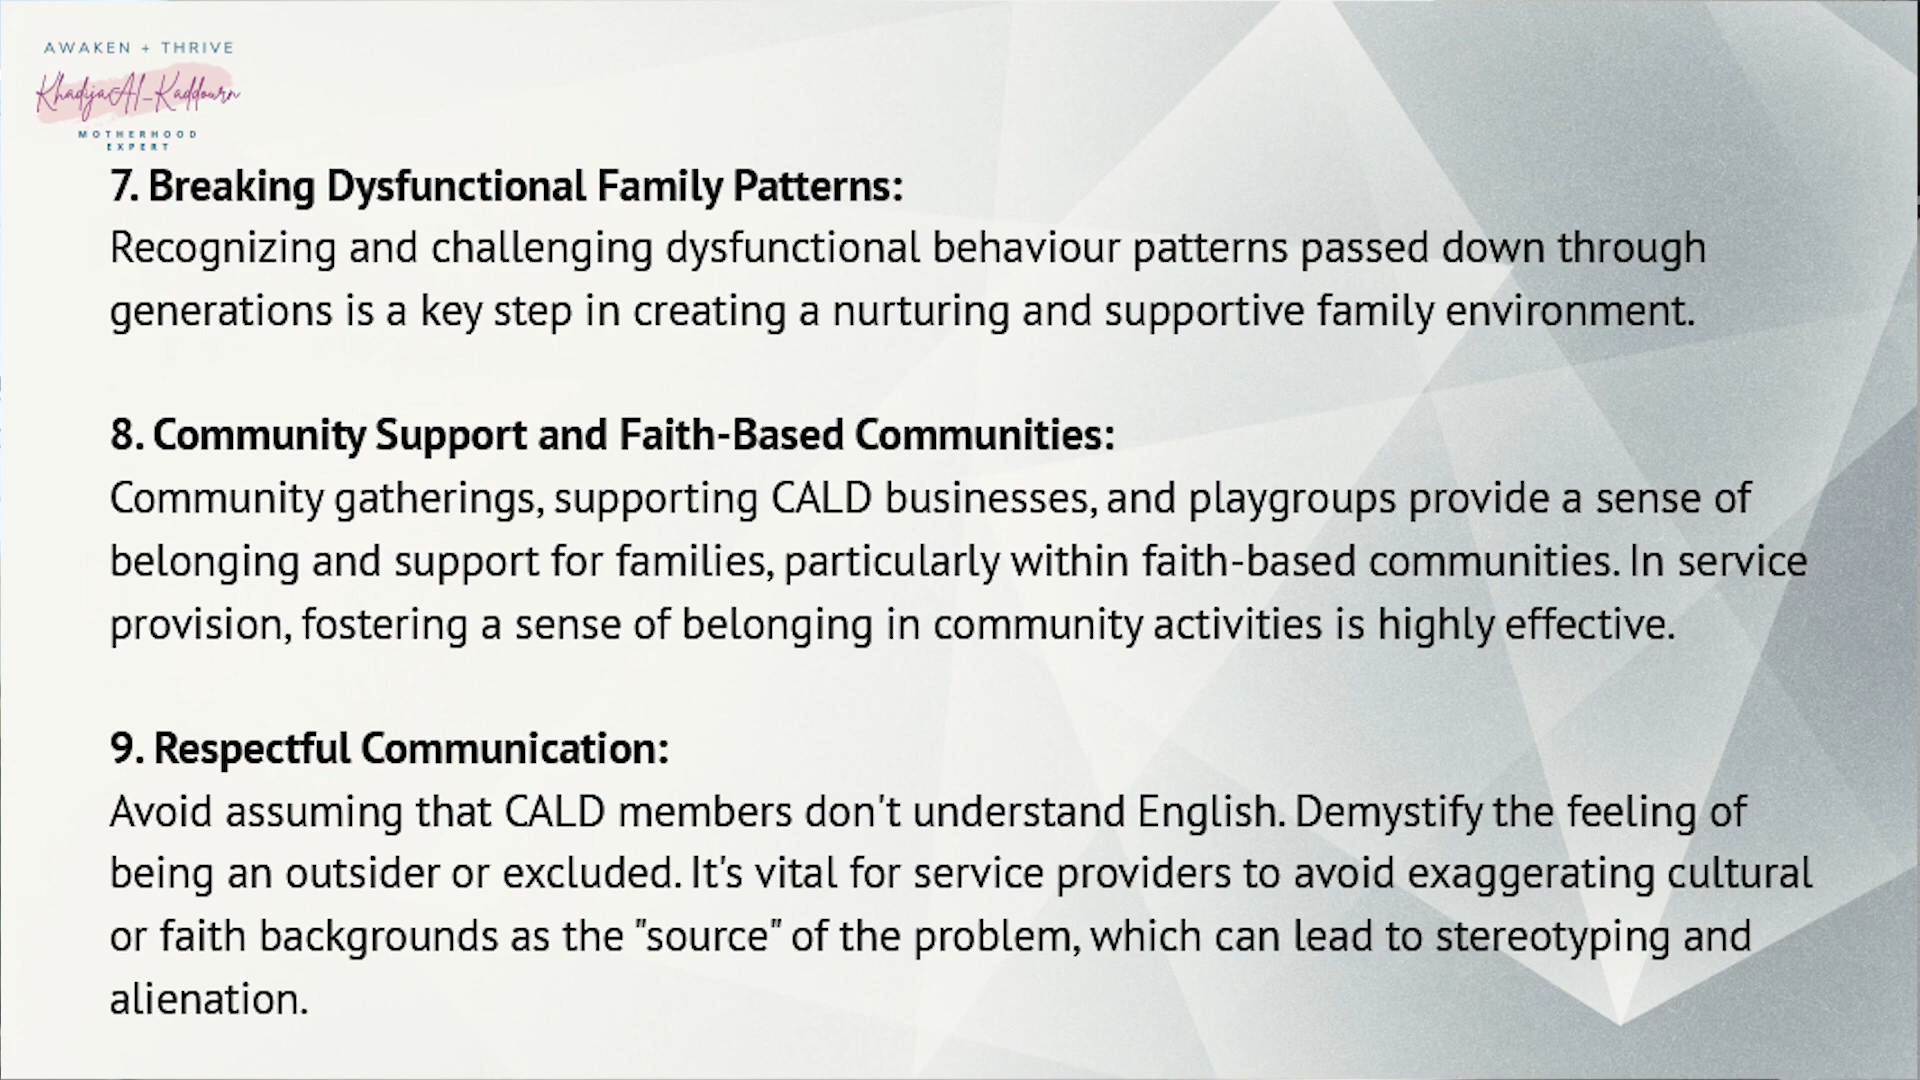 AWAKEN + THRIVE
Khadija Al-Kaddourn
MOTHERHOOD
EXPERT
7. Breaking Dysfunctional Family Patterns:
Recognizing and challenging dysfunctional behaviour patterns passed down through
generations is a key step in creating a nurturing and supportive family environment.
8. Community Support and Faith-Based Communities:
Community gatherings, supporting CALD businesses, and playgroups provide a sense of
belonging and support for families, particularly within faith-based communities. In service
provision, fostering a sense of belonging in community activities is highly effective.
9. Respectful Communication:
Avoid assuming that CALD members don't understand English. Demystify the feeling of
being an outsider or excluded. It's vital for service providers to avoid exaggerating cultural
or faith backgrounds as the "source" of the problem, which can lead to stereotyping and
alienation.